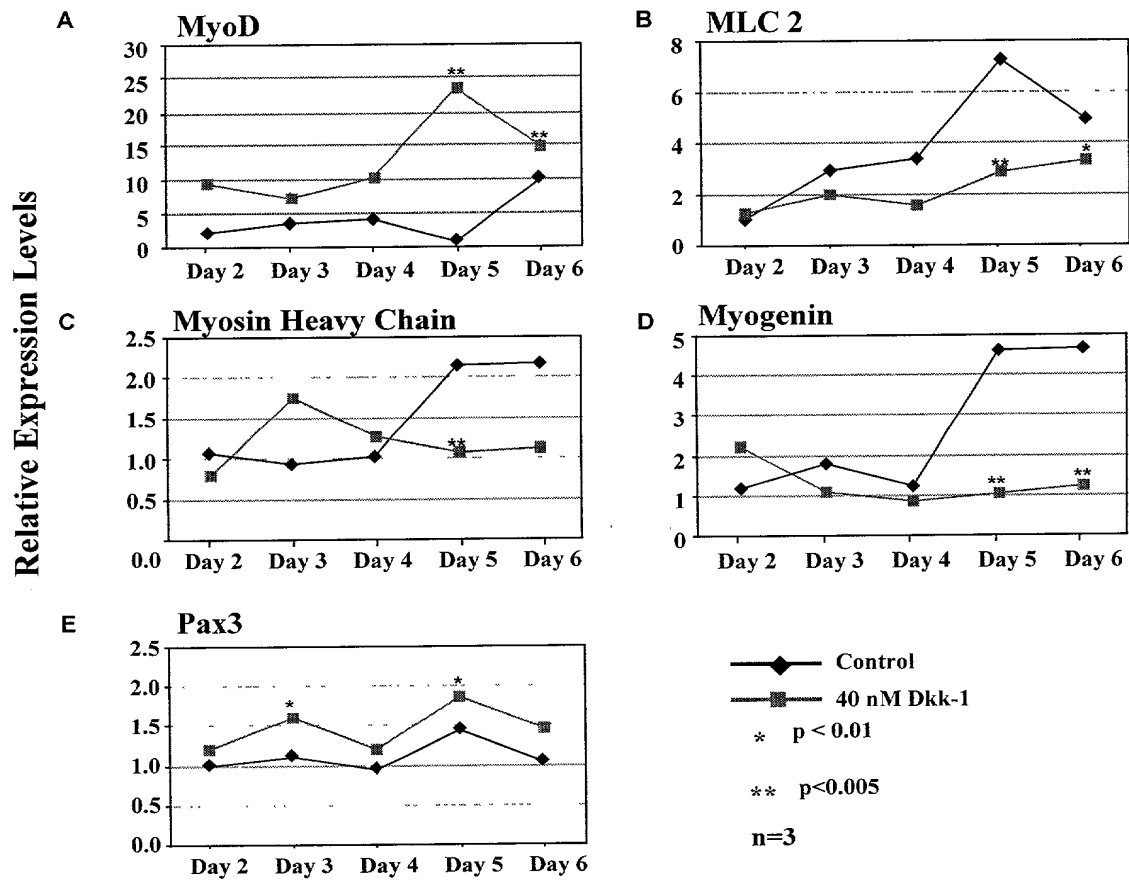 Relative Expression Levels
A
MyoD
30
25
20
15
10
5
0
**
**
Day 2 Day 3 Day 4 Day 5 Day 6
B
MLC 2
8
6
4
2
0
**
*
Day 2 Day 3 Day 4 Day 5 Day 6
C
Myosin Heavy Chain
2.5
2.0
1.5
1.0
0.5
0.0
**
Day 2 Day 3 Day 4 Day 5 Day 6
D
Myogenin
5
4
3
2
1
0
**
**
Day 2 Day 3 Day 4 Day 5 Day 6
E
Pax3
2.5
2.0
1.5
1.0
0.5
0.0
*
*
Day 2 Day 3 Day 4 Day 5 Day 6
Control
40 nM Dkk-1
* p < 0.01
** p<0.005
n=3